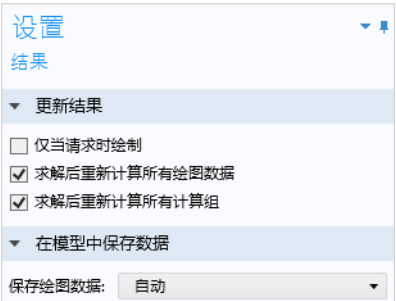 设置
结果
更新结果
仅当请求时绘制
求解后重新计算所有绘图数据
求解后重新计算所有计算组
在模型中保存数据
保存绘图数据: 自动